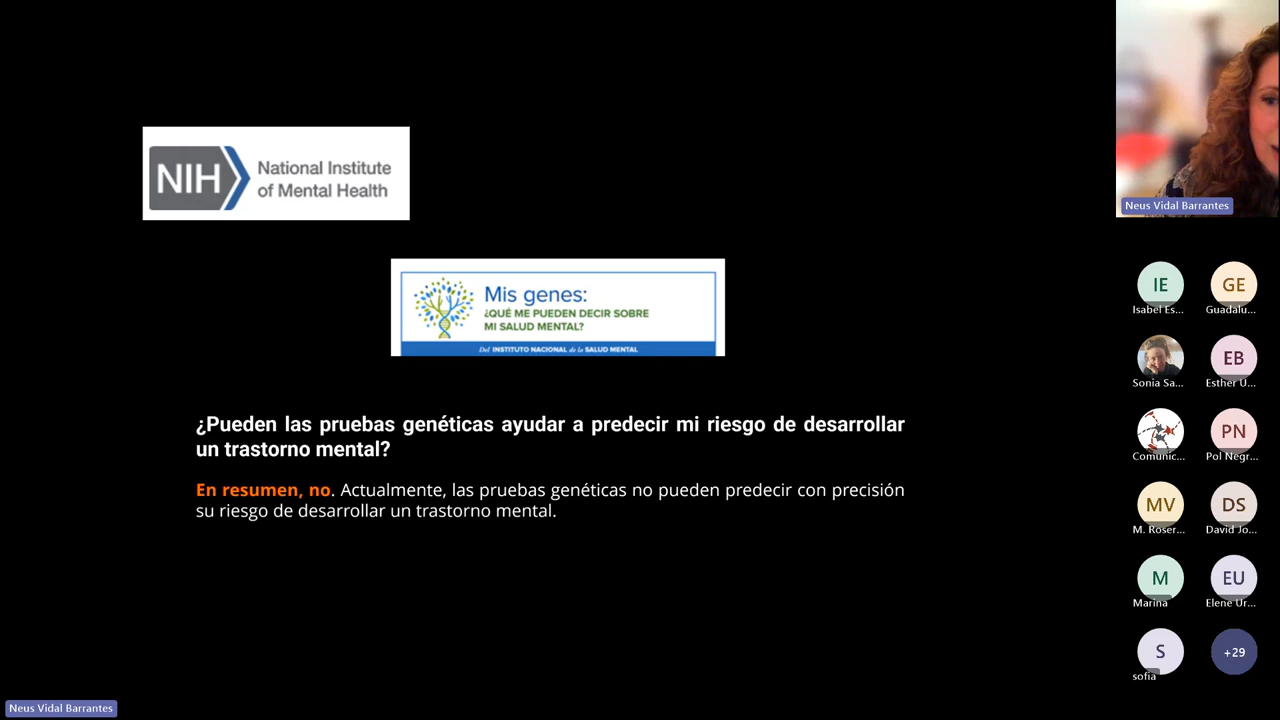 NIH
National Institute
of Mental Health
Mis genes:
¿QUÉ ME PUEDEN DECIR SOBRE
MI SALUD MENTAL?
Del INSTITUTO NACIONAL de la SALUD MENTAL
¿Pueden las pruebas genéticas ayudar a predecir mi riesgo de desarrollar
un trastorno mental?
En resumen, no. Actualmente, las pruebas genéticas no pueden predecir con precisión
su riesgo de desarrollar un trastorno mental.
Neus Vidal Barrantes
IE
GE
Isabel Es...
Guadalu...
Sonia Sa...
EB
Esther U...
Comunic...
PN
Pol Negr...
MV
DS
M. Roser...
David Jo...
M
EU
Marina
Elene Ur...
S
+29
sofia
Neus Vidal Barrantes